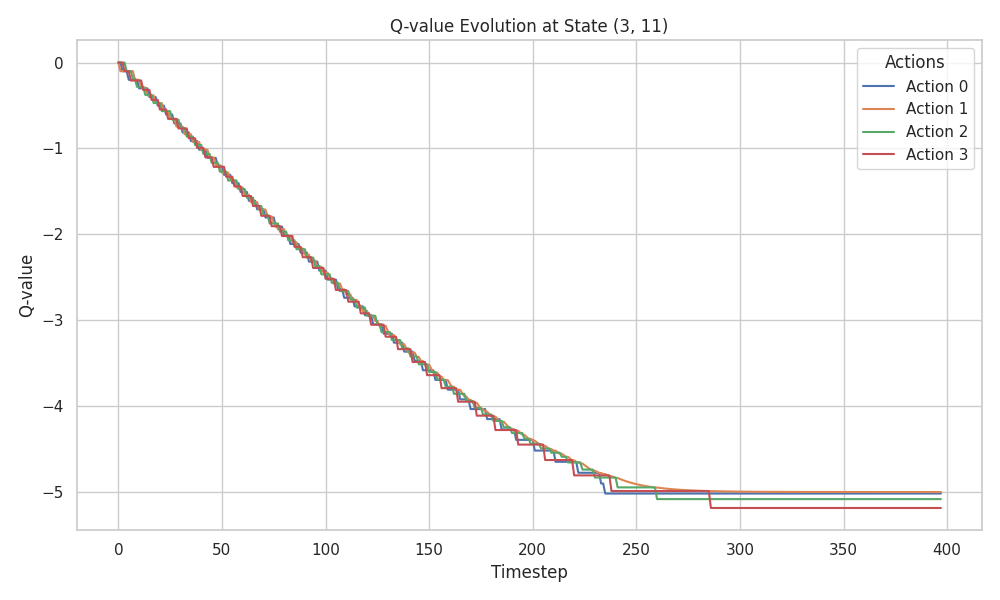 Q-value Evolution at State (3, 11)
Actions
Action 0
Action 1
Action 2
Action 3
Q-value
0
−1
−2
−3
−4
−5
0 50 100 150 200 250 300 350 400
Timestep